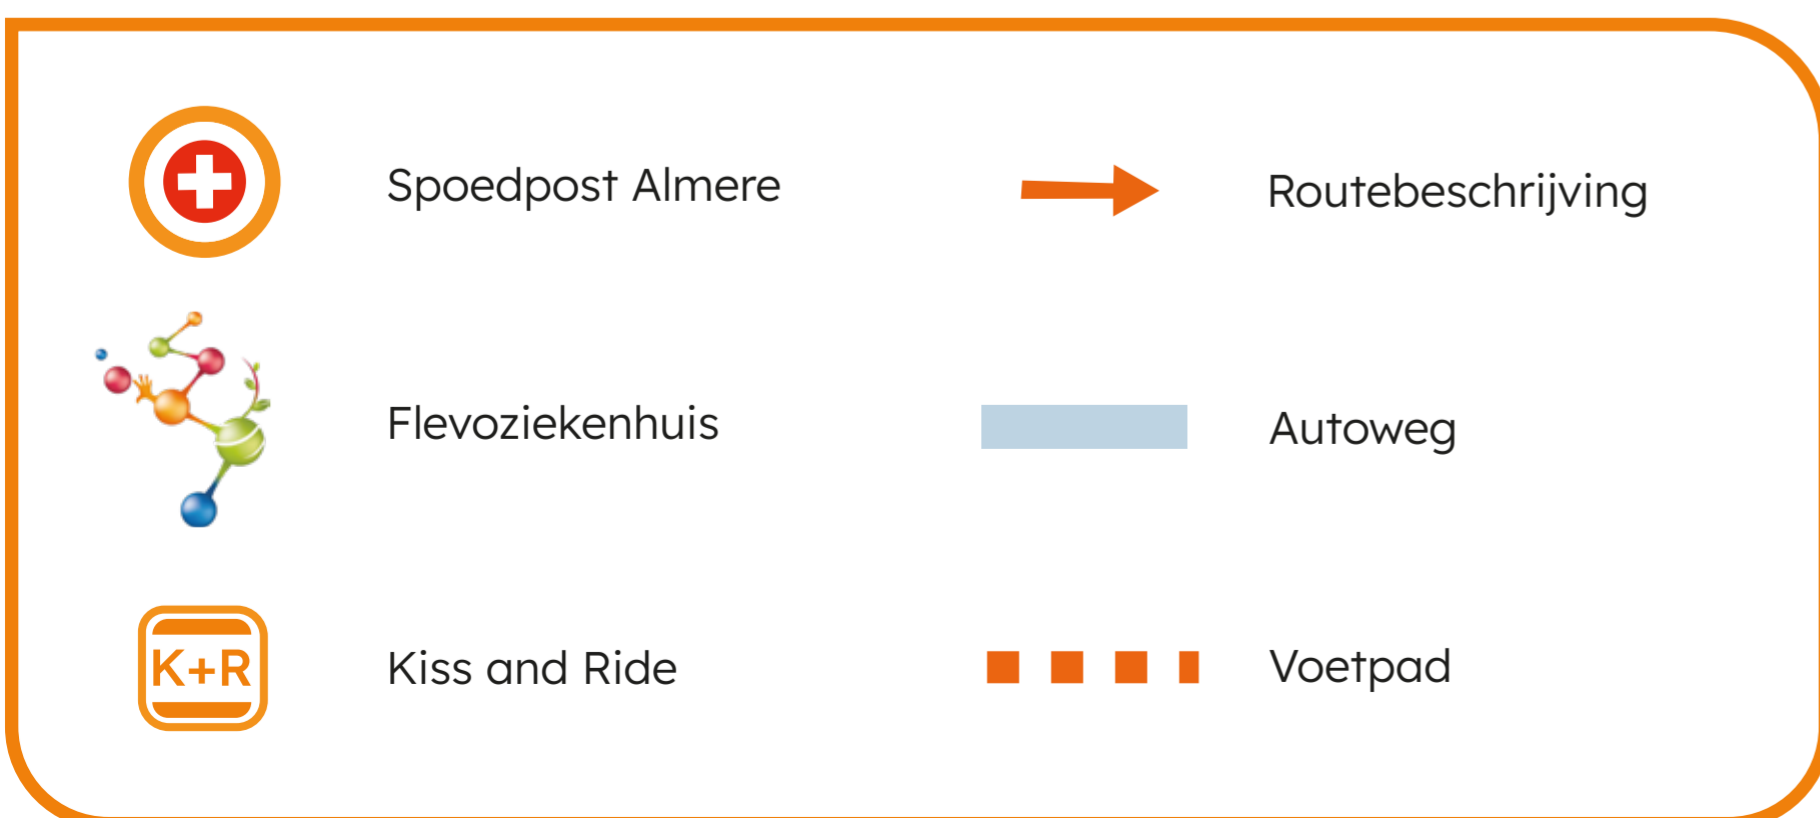 Spoedpost Almere
Routebeschrijving
Flevoziekenhuis
Autoweg
K+R
Kiss and Ride
Voetpad